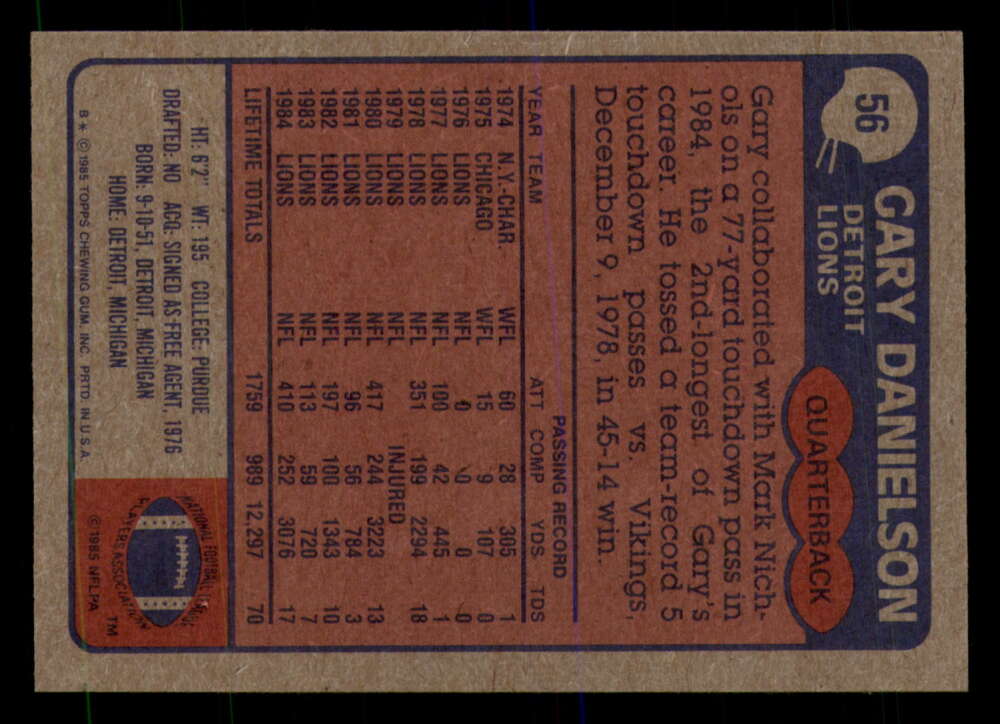 56
GARY DANIELSON
DETROIT
LIONS
QUARTERBACK
Gary collaborated with Mark Nich-
ols on a 77-yard touchdown pass in
1984, the 2nd-longest of Gary's
career. He tossed a team-record 5
touchdown passes vs. Vikings,
December 9, 1978, in 45-14 win.
PASSING RECORD
YEAR TEAM ATT COMP YDS TDS
1974 N.Y.-CHAR. WFL 60 28 305 1
1975 CHICAGO WFL 15 9 107 0
1976 LIONS NFL 0 0 0 0
1977 LIONS NFL 100 42 445 1
1978 LIONS NFL 351 199 2294 18
1979 LIONS NFL INJURED
1980 LIONS NFL 417 244 3223 13
1981 LIONS NFL 96 56 784 3
1982 LIONS NFL 197 100 1343 10
1983 LIONS NFL 113 59 720 7
1984 LIONS NFL 410 252 3076 17
LIFETIME TOTALS 1759 989 12,297 70
HT: 6'2" WT: 195 COLLEGE: PURDUE
DRAFTED: NO ACQ: SIGNED AS FREE AGENT, 1976
BORN: 9-10-51, DETROIT, MICHIGAN
HOME: DETROIT, MICHIGAN
B* © 1985 TOPPS CHEWING GUM, INC. PRTD. IN U.S.A.
NATIONAL FOOTBALL LEAGUE
PLAYERS ASSOCIATION
TM
© 1985 NFLPA